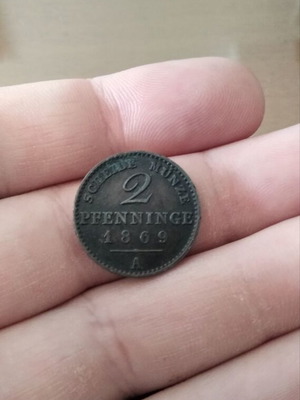 SCHEIDE MÜNZE
2
PFENNINGE
1869
A